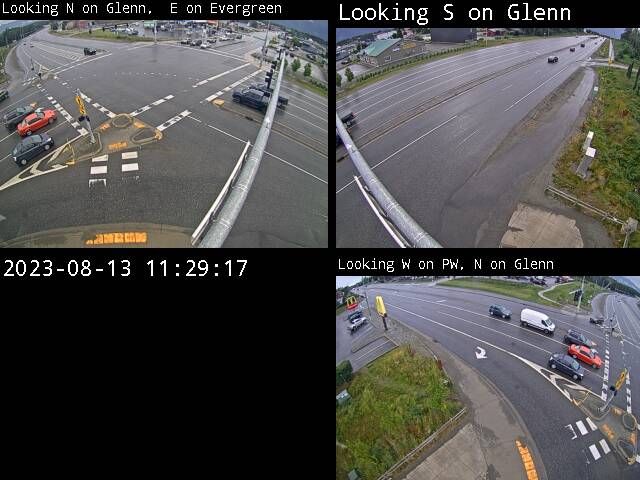 Looking N on Glenn, E on Evergreen
Looking S on Glenn
2023-08-13 11:29:17
Looking W on PW, N on Glenn